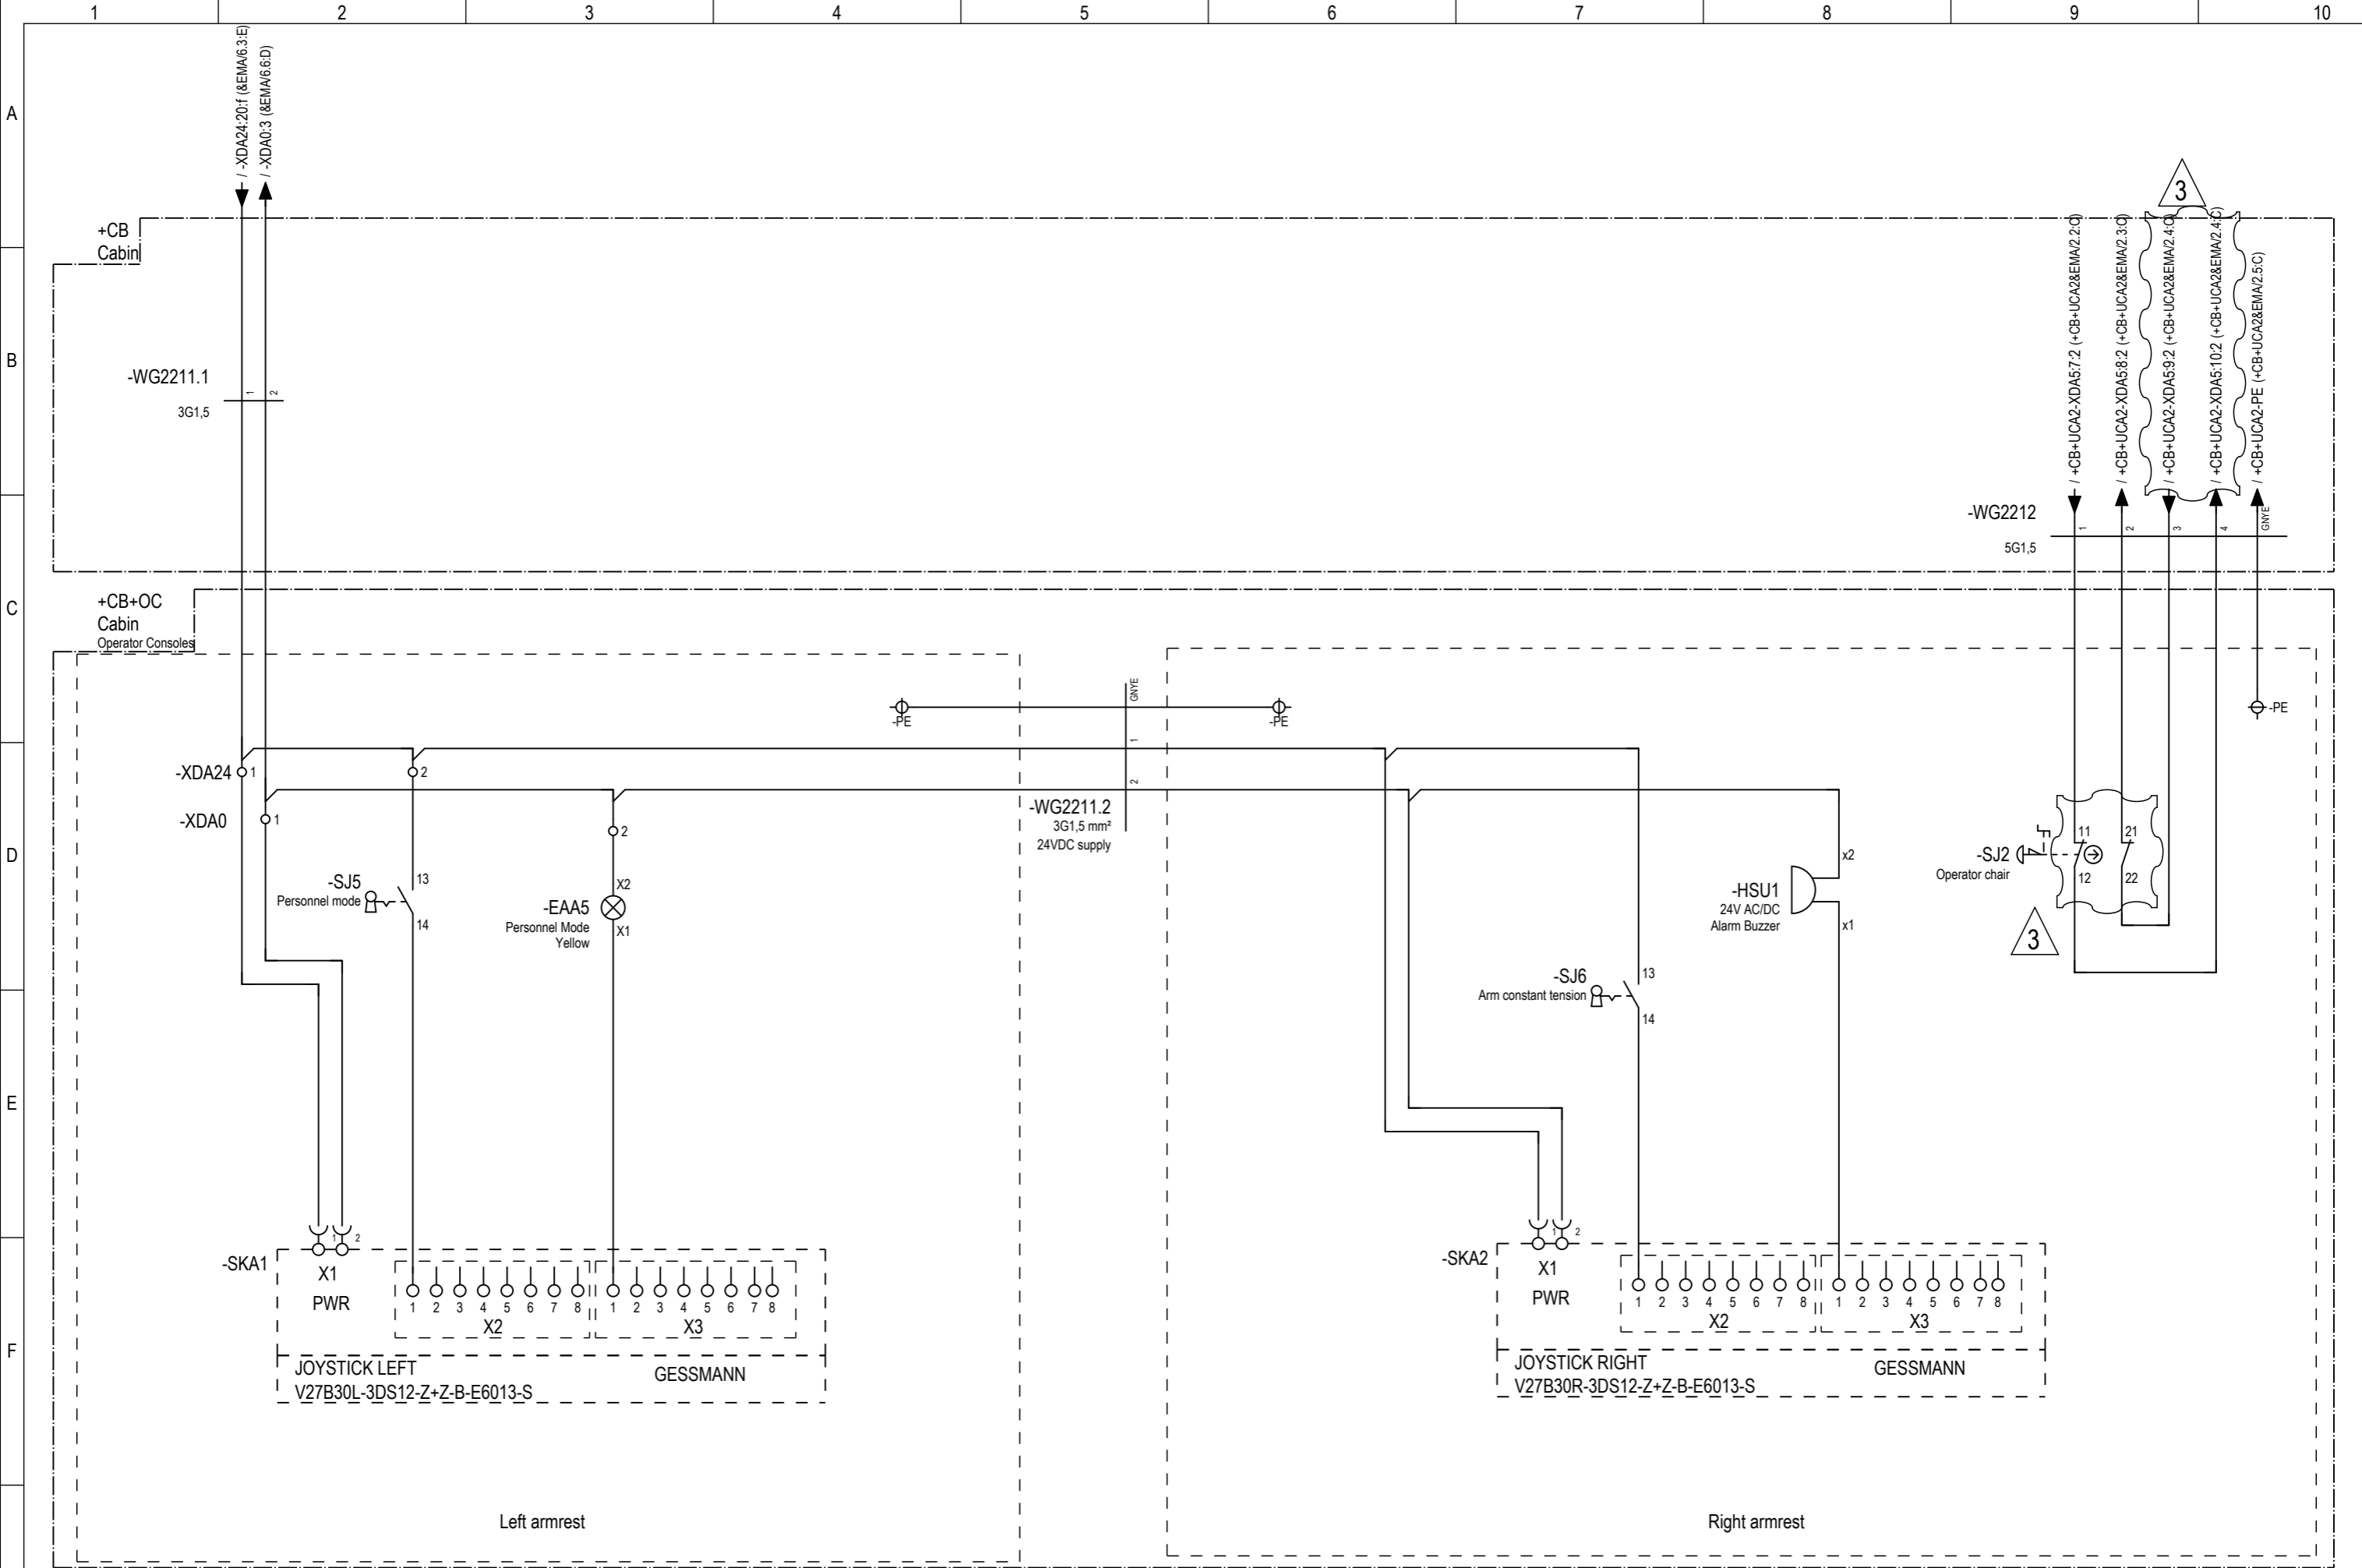 1 2 3 4 5 6 7 8 9 10
A
B
C
D
E
F
/ -XDA24:20:f (&EMA/6.3:E)
/ -XDA0:3 (&EMA/6.6:D)
+CB
Cabin
-WG2211.1
3G1,5
1 2
3
/ +CB+UCA2-XDA5:7:2 (+CB+UCA2&EMA/2.2:C)
/ +CB+UCA2-XDA5:8:2 (+CB+UCA2&EMA/2.3:C)
/ +CB+UCA2-XDA5:9:2 (+CB+UCA2&EMA/2.4:C)
/ +CB+UCA2-XDA5:10:2 (+CB+UCA2&EMA/2.4:C)
/ +CB+UCA2-PE (+CB+UCA2&EMA/2.5:C)
-WG2212
5G1,5
1 2 3 4 GNYE
+CB+OC
Cabin
Operator Consoles
-PE
GNYE
-PE
-PE
1
2
-XDA24 1 2
-XDA0 1
2
-WG2211.2
3G1,5 mm²
24VDC supply
-SJ5
Personnel mode
13
14
-EAA5
Personnel Mode
Yellow
X2
X1
-HSU1
24V AC/DC
Alarm Buzzer
x2
x1
-SJ2
Operator chair
11
12
21
22
3
-SJ6
Arm constant tension
13
14
-SKA1
1 2
X1
PWR
1 2 3 4 5 6 7 8
X2
1 2 3 4 5 6 7 8
X3
JOYSTICK LEFT
V27B30L-3DS12-Z+Z-B-E6013-S
GESSMANN
-SKA2
1 2
X1
PWR
1 2 3 4 5 6 7 8
X2
1 2 3 4 5 6 7 8
X3
JOYSTICK RIGHT
V27B30R-3DS12-Z+Z-B-E6013-S
GESSMANN
Left armrest
Right armrest